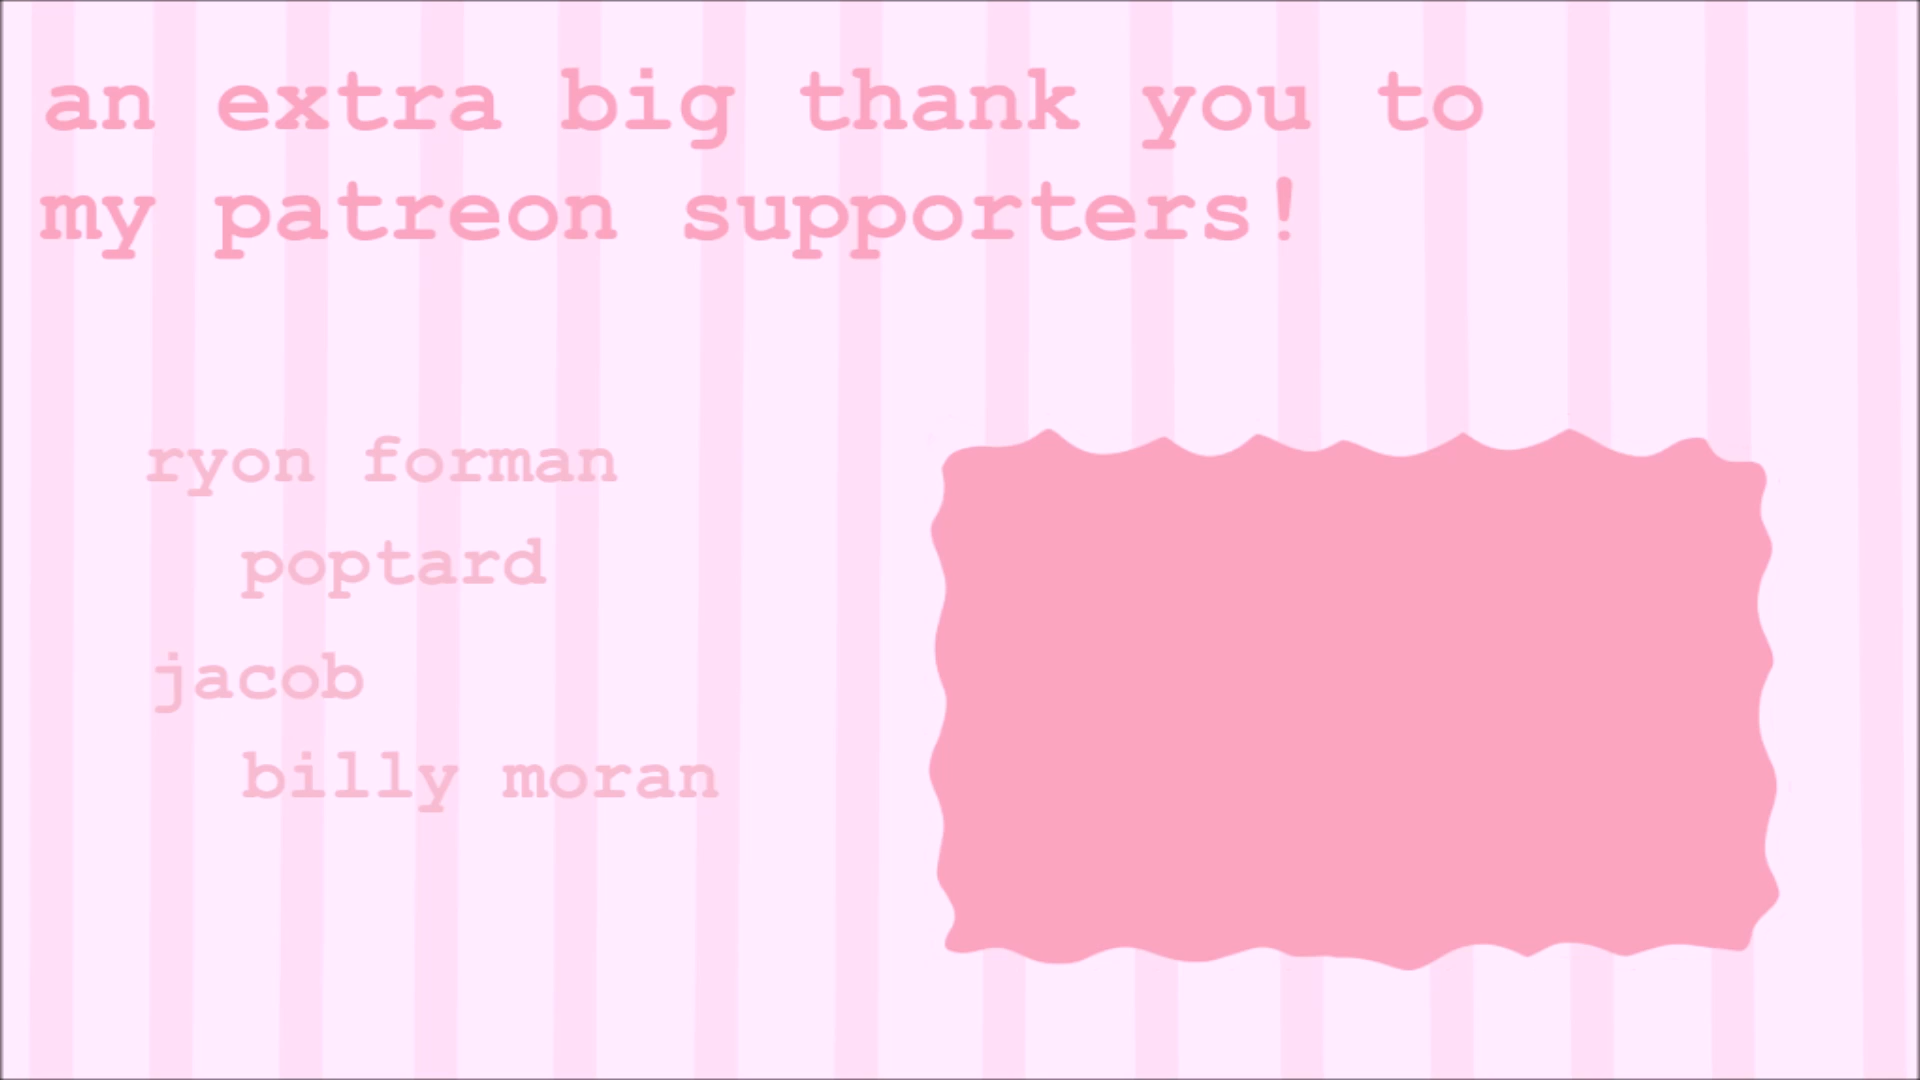 an extra big thank you to
my patreon supporters!
ryon forman
poptard
jacob
billy moran